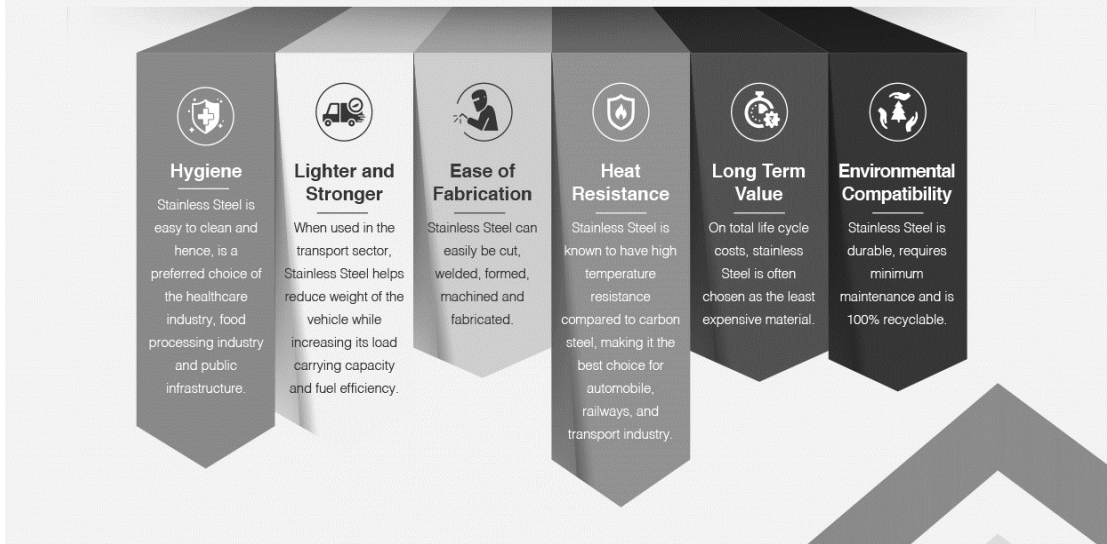 Hygiene
Stainless Steel is
easy to clean and
hence, is a
preferred choice of
the healthcare
industry, food
processing industry
and public
infrastructure.
Lighter and
Stronger
When used in the
transport sector,
Stainless Steel helps
reduce weight of the
vehicle while
increasing its load
carrying capacity
and fuel efficiency.
Ease of
Fabrication
Stainless Steel can
easily be cut,
welded, formed,
machined and
fabricated.
Heat
Resistance
Stainless Steel is
known to have high
temperature
resistance
compared to carbon
steel, making it the
best choice for
automobile,
railways, and
transport industry.
Long Term
Value
On total life cycle
costs, stainless
Steel is often
chosen as the least
expensive material.
Environmental
Compatibility
Stainless Steel is
durable, requires
minimum
maintenance and is
100% recyclable.